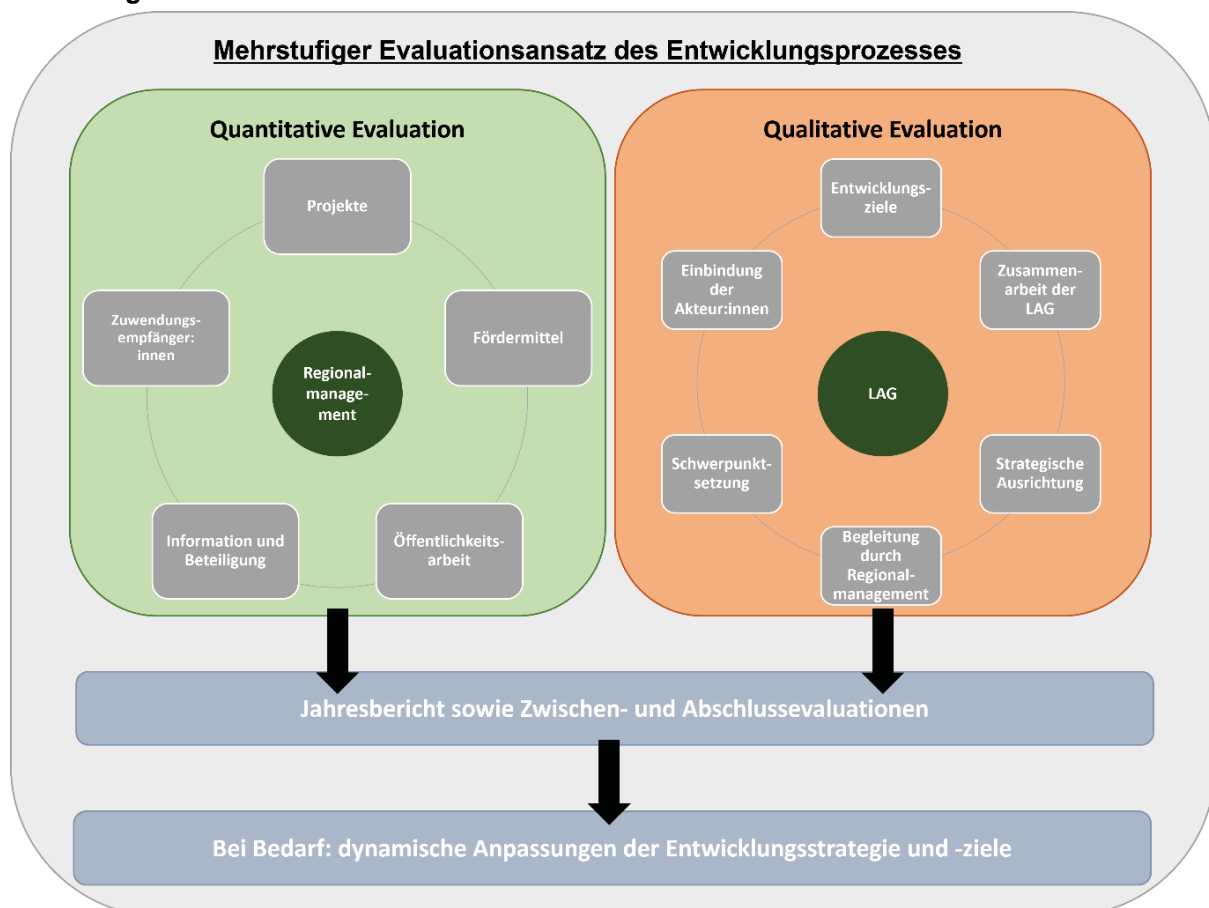 Mehrstufiger Evaluationsansatz des Entwicklungsprozesses
Quantitative Evaluation
Projekte
Zuwendungs-
empfänger:
innen
Fördermittel
Regional-
manage-
ment
Information und
Beteiligung
Öffentlichkeits-
arbeit
Qualitative Evaluation
Entwicklungs-
ziele
Einbindung
der
Akteur:innen
Zusammen-
arbeit der
LAG
LAG
Schwerpunkt-
setzung
Strategische
Ausrichtung
Begleitung
durch
Regional-
management
Jahresbericht sowie Zwischen- und Abschlussevaluationen
Bei Bedarf: dynamische Anpassungen der Entwicklungsstrategie und -ziele